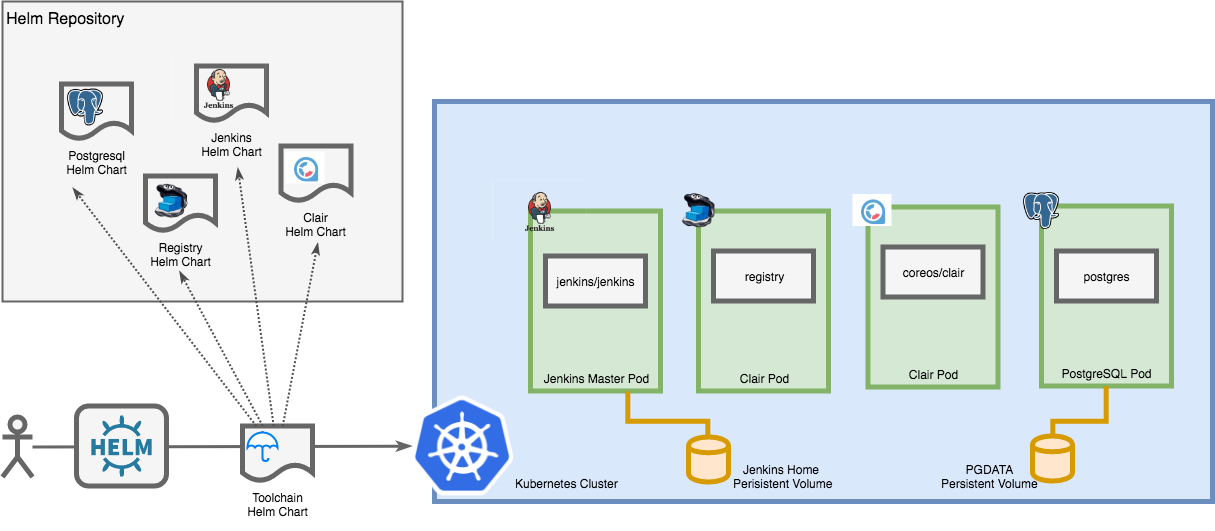 Helm Repository
Jenkins
Jenkins
Helm Chart
Postgresql
Helm Chart
Clair
Helm Chart
Registry
Helm Chart
Jenkins
jenkins/jenkins
registry
coreos/clair
postgres
Jenkins Master Pod
Clair Pod
Clair Pod
PostgreSQL Pod
HELM
Toolchain
Helm Chart
Kubernetes Cluster
Jenkins Home
Perisistent Volume
PGDATA
Persistent Volume